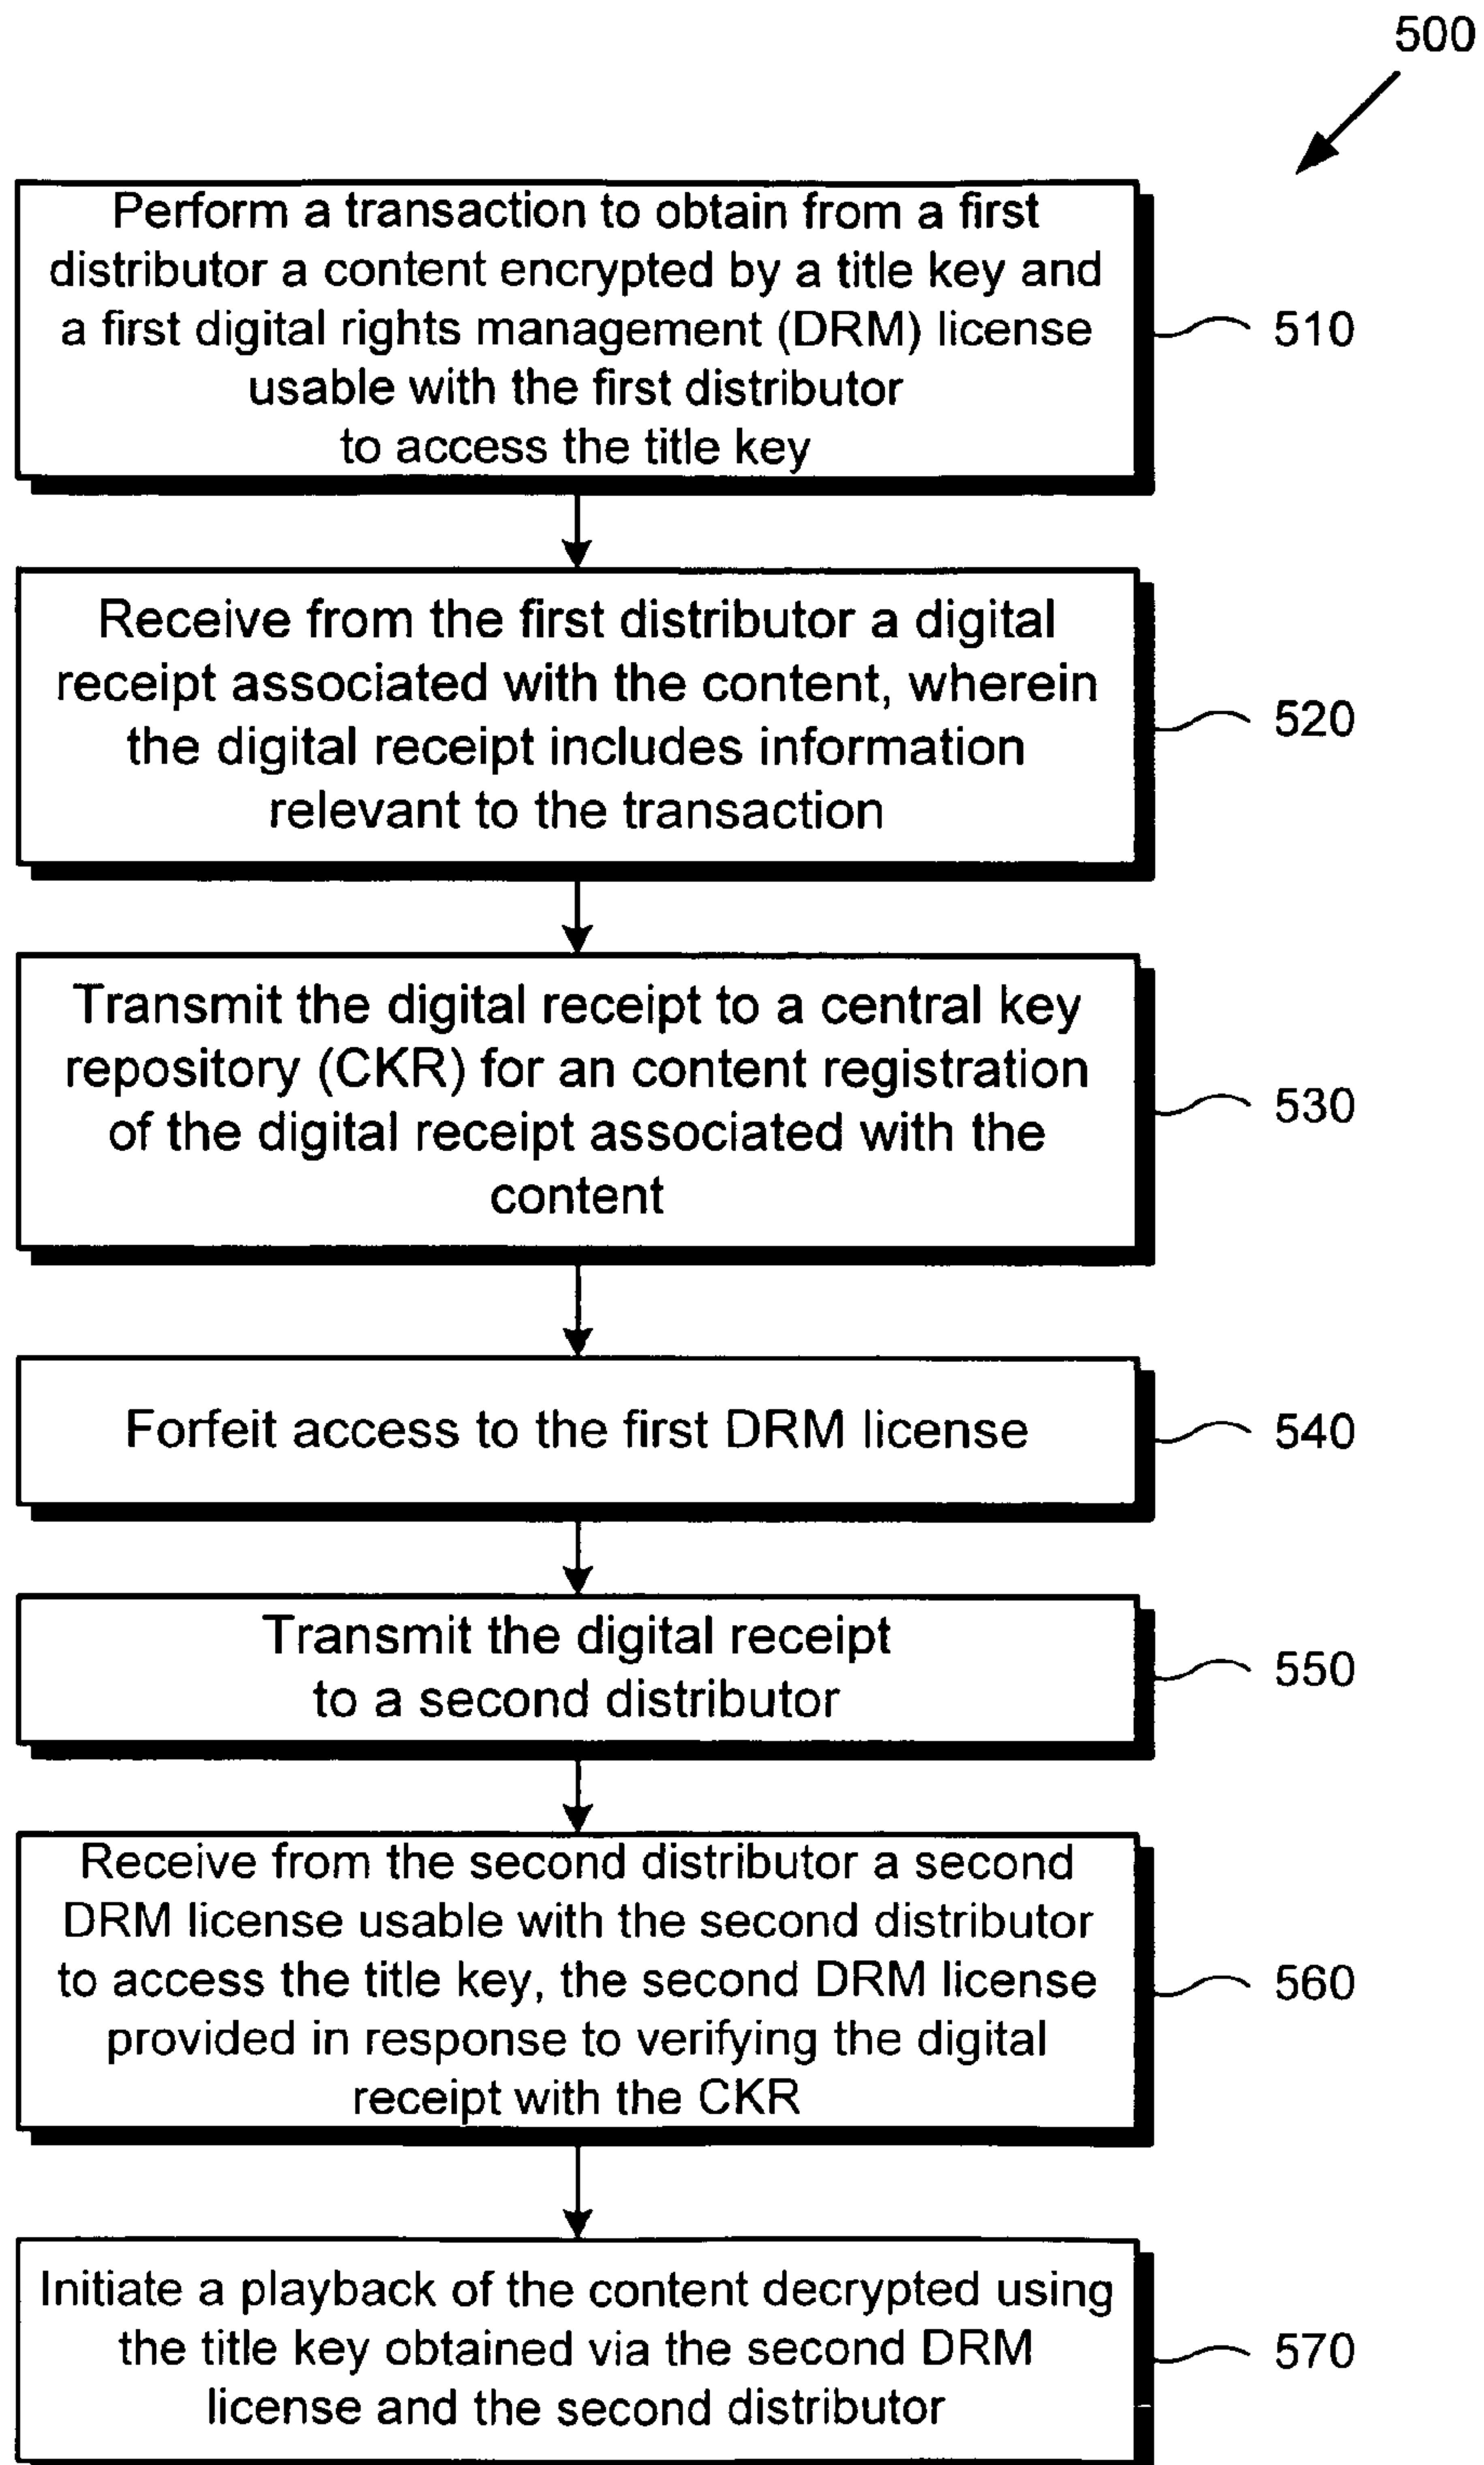 500
Perform a transaction to obtain from a first
distributor a content encrypted by a title key and
a first digital rights management (DRM) license
usable with the first distributor
to access the title key
510
Receive from the first distributor a digital
receipt associated with the content, wherein
the digital receipt includes information
relevant to the transaction
520
Transmit the digital receipt to a central key
repository (CKR) for an content registration
of the digital receipt associated with the
content
530
Forfeit access to the first DRM license
540
Transmit the digital receipt
to a second distributor
550
Receive from the second distributor a second
DRM license usable with the second distributor
to access the title key, the second DRM license
provided in response to verifying the digital
receipt with the CKR
560
Initiate a playback of the content decrypted using
the title key obtained via the second DRM
license and the second distributor
570